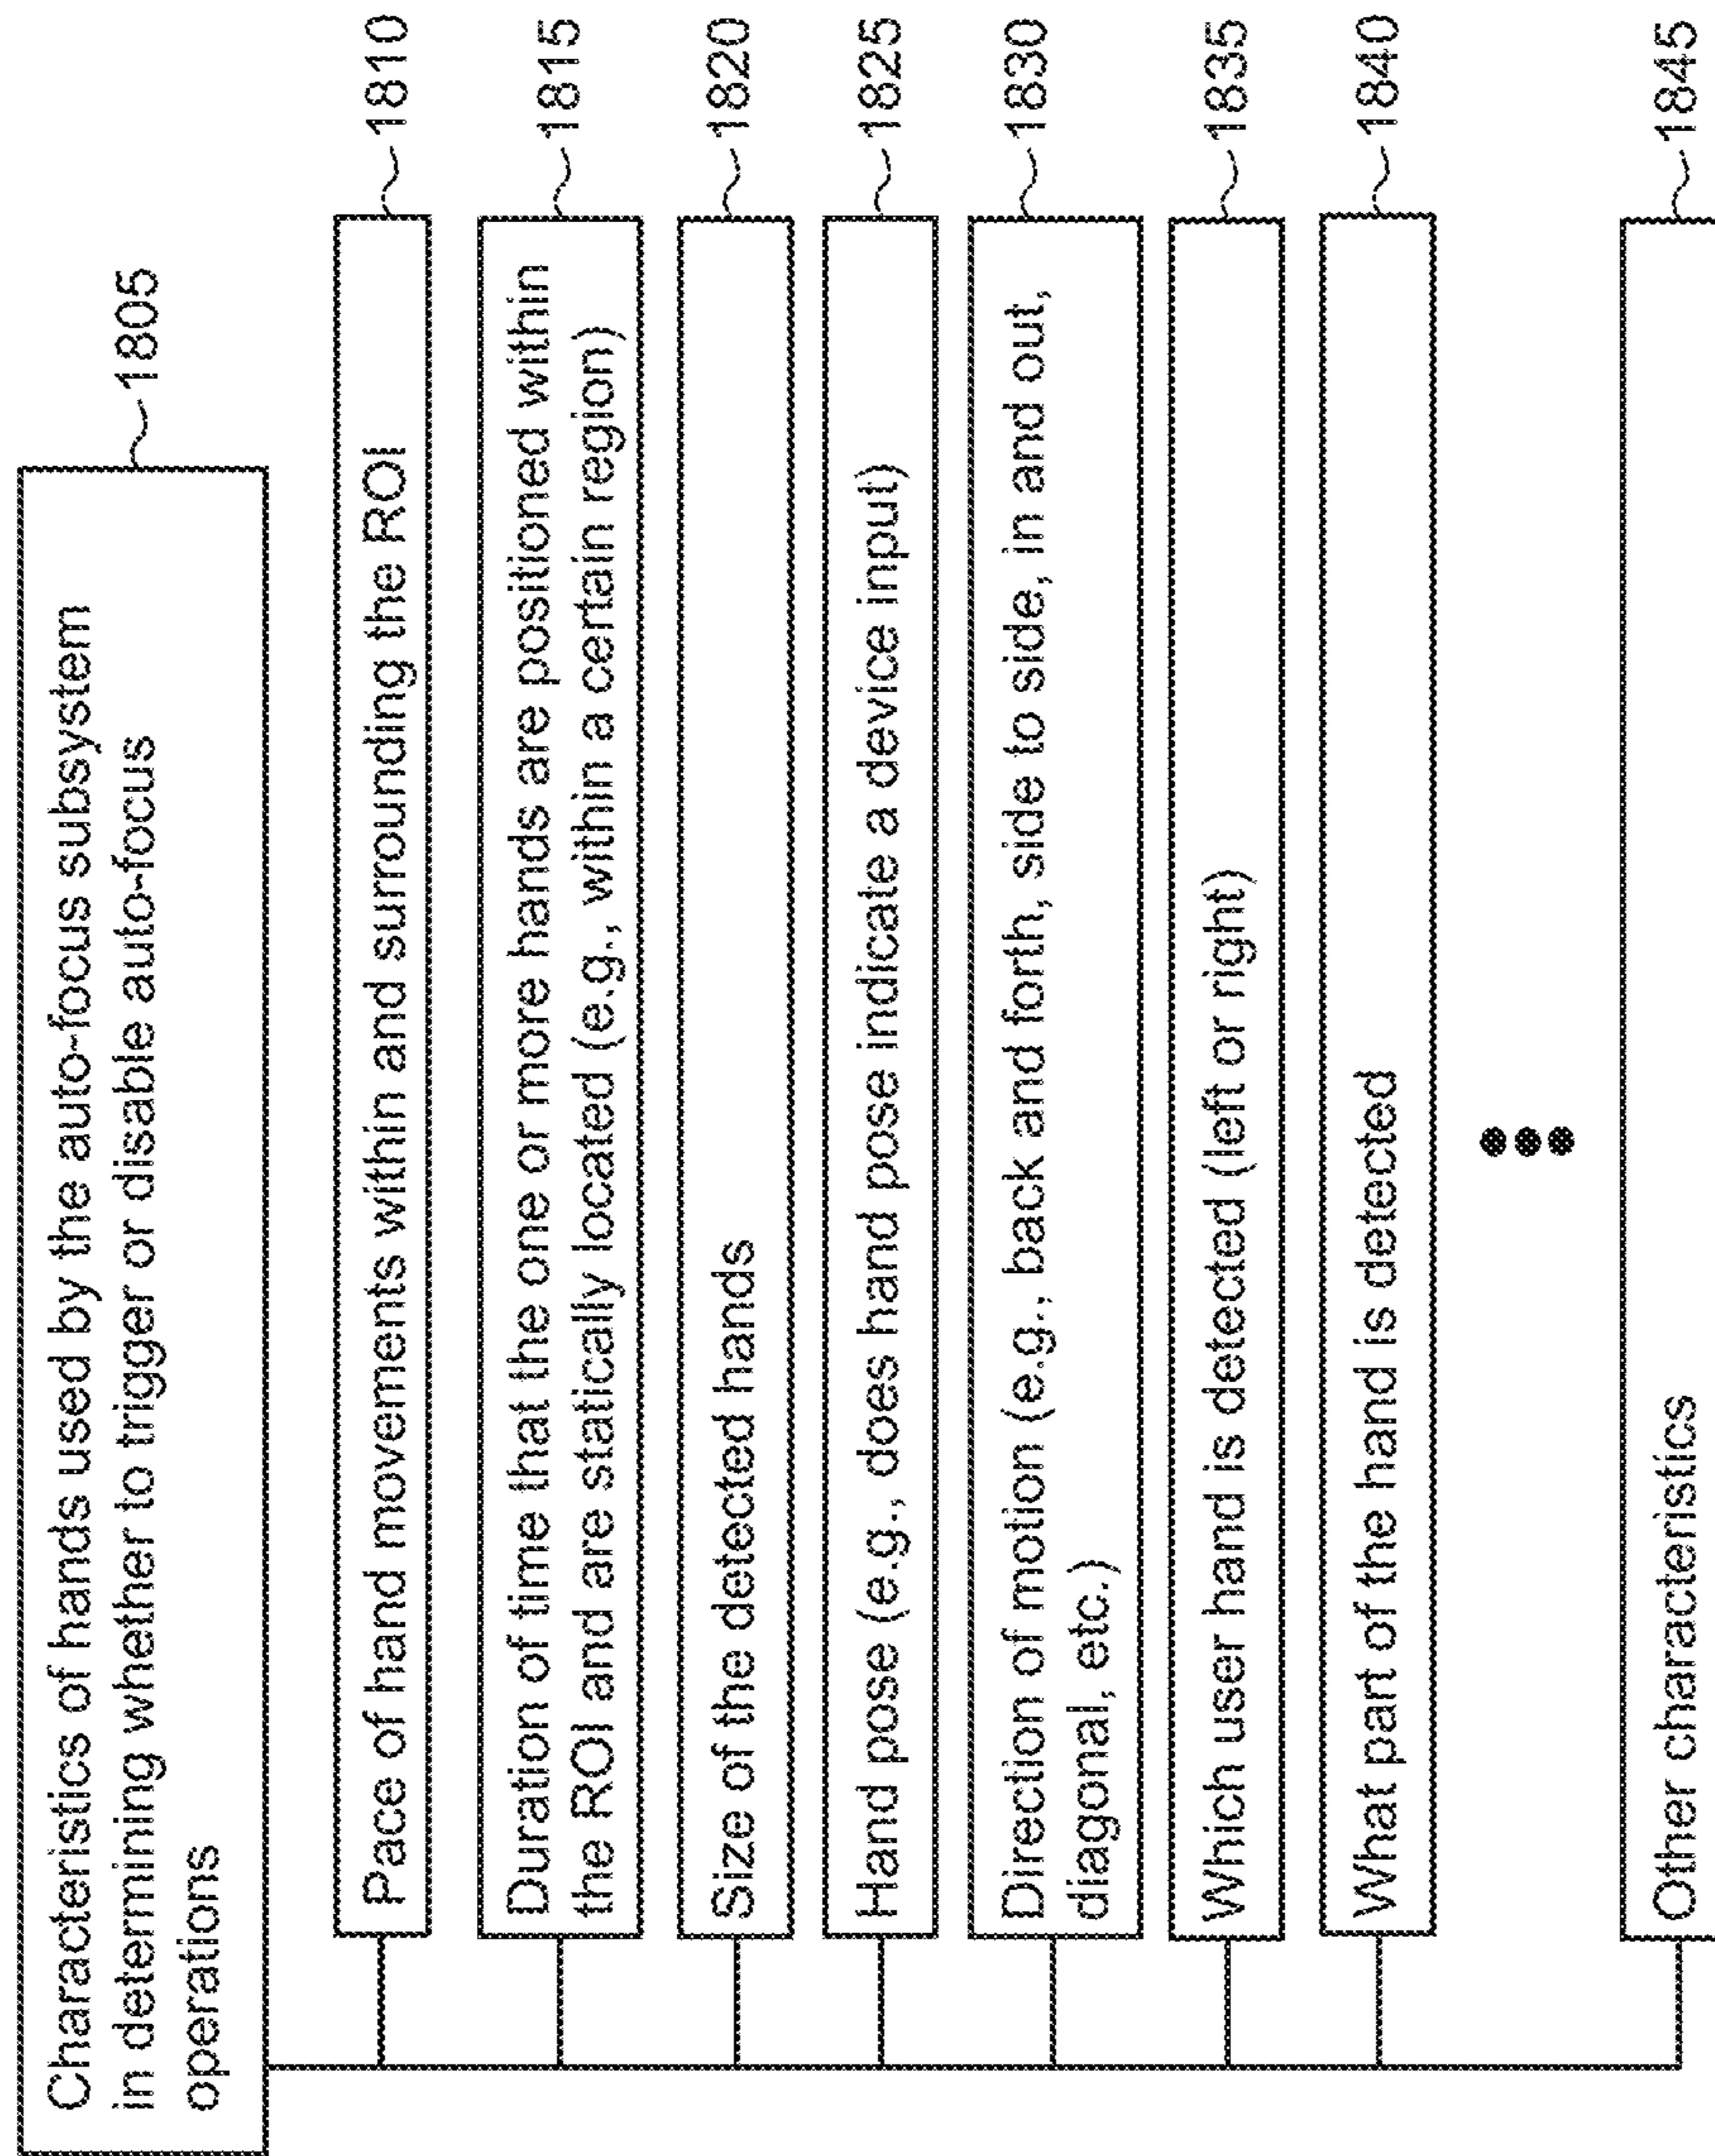 Characteristics of hands used by the auto-focus subsystem
in determining whether to trigger or disable auto-focus
operations
1805
Pace of hand movements within and surrounding the ROI
1810
Duration of time that the one or more hands are positioned within
the ROI and are statically located (e.g., within a certain region)
1815
Size of the detected hands
1820
Hand pose (e.g., does hand pose indicate a device input)
1825
Direction of motion (e.g., back and forth, side to side, in and out,
diagonal, etc.)
1830
Which user hand is detected (left or right)
1835
What part of the hand is detected
1840
Other characteristics
1845